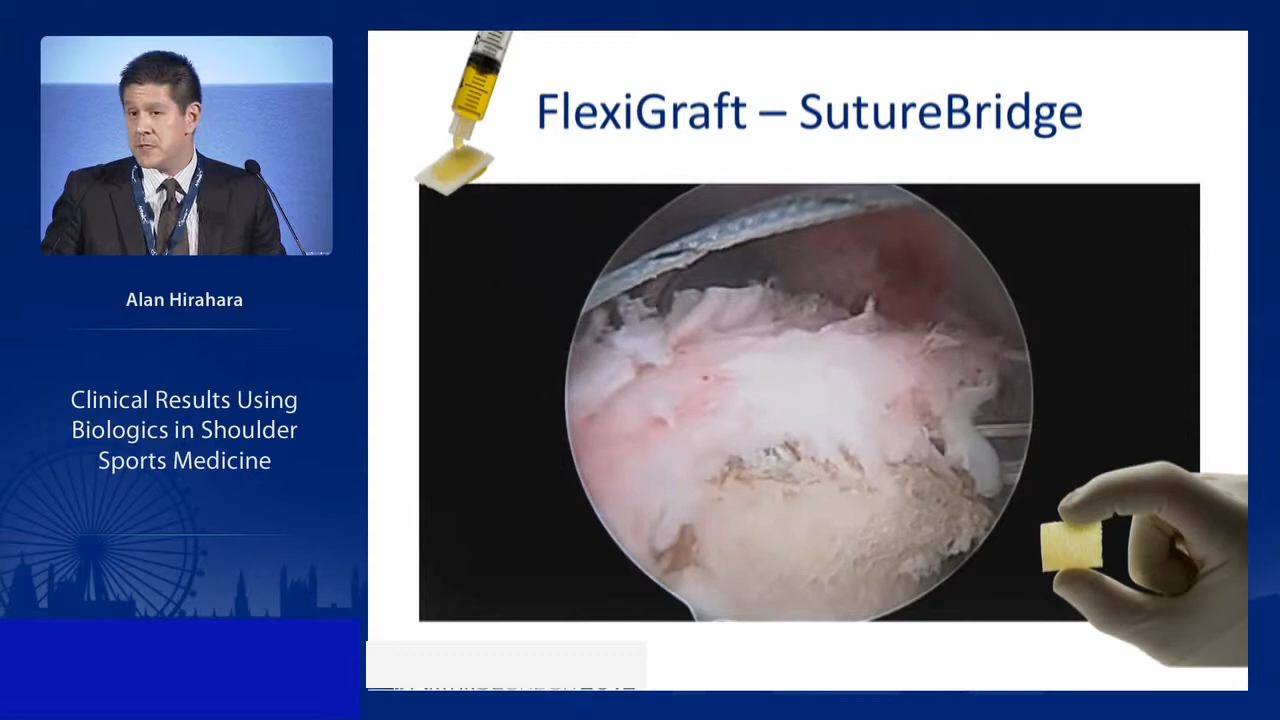 FlexiGraft – SutureBridge
Alan Hirahara
Clinical Results Using
Biologics in Shoulder
Sports Medicine